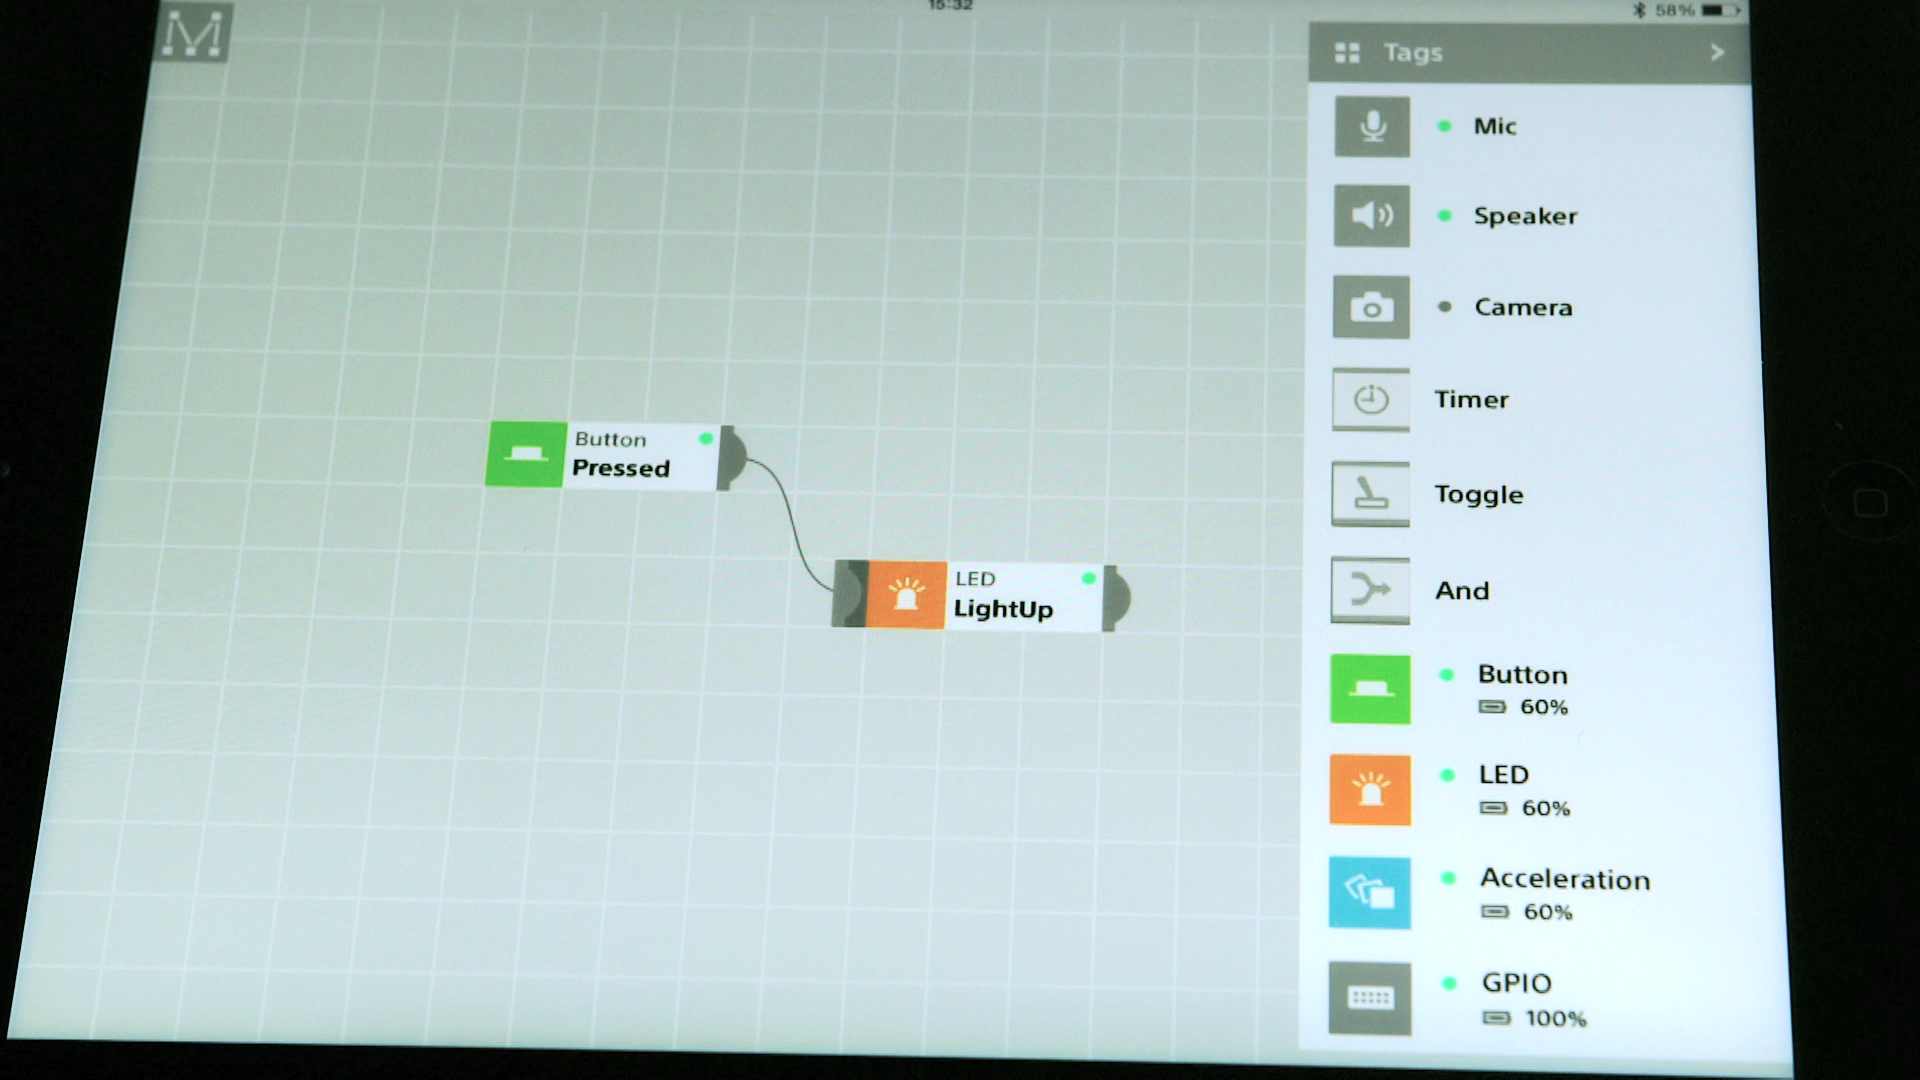 15:32
58%
M
Tags
Mic
Speaker
Camera
Timer
Toggle
And
Button
60%
LED
60%
Acceleration
60%
GPIO
100%
Button
Pressed
LED
LightUp